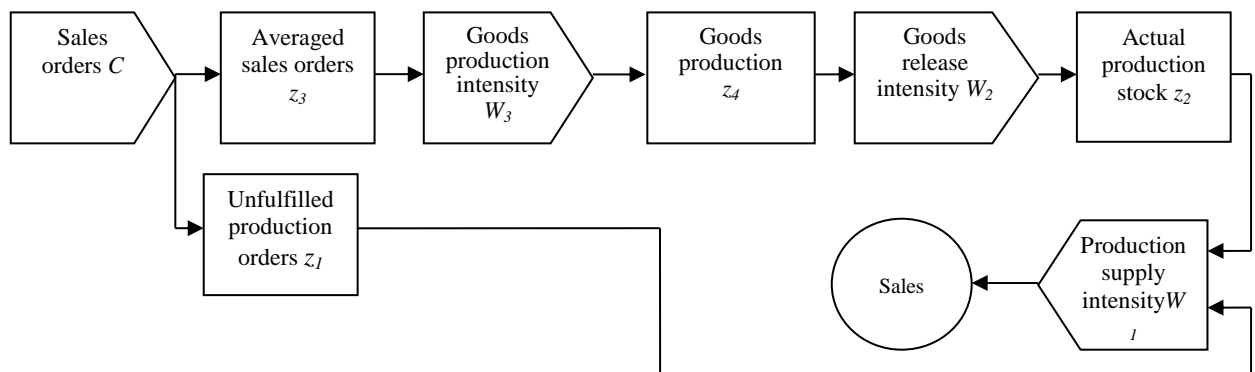 Sales
orders C
Averaged
sales orders
z3
Goods
production
intensity
W3
Goods
production
z4
Goods
release
intensity W2
Actual
production
stock z2
Unfulfilled
production
orders z1
Sales
Production
supply
intensityW
1